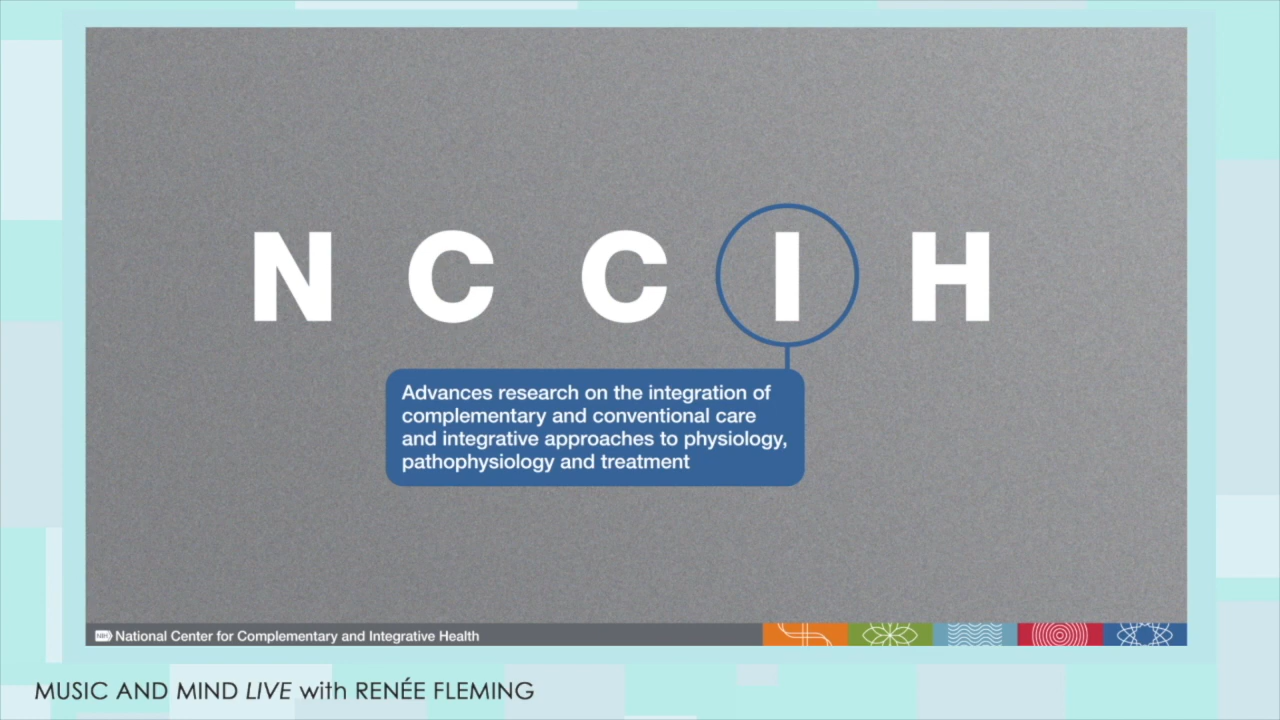 N C C I H
Advances research on the integration of
complementary and conventional care
and integrative approaches to physiology,
pathophysiology and treatment
NIH National Center for Complementary and Integrative Health
MUSIC AND MIND LIVE with RENÉE FLEMING